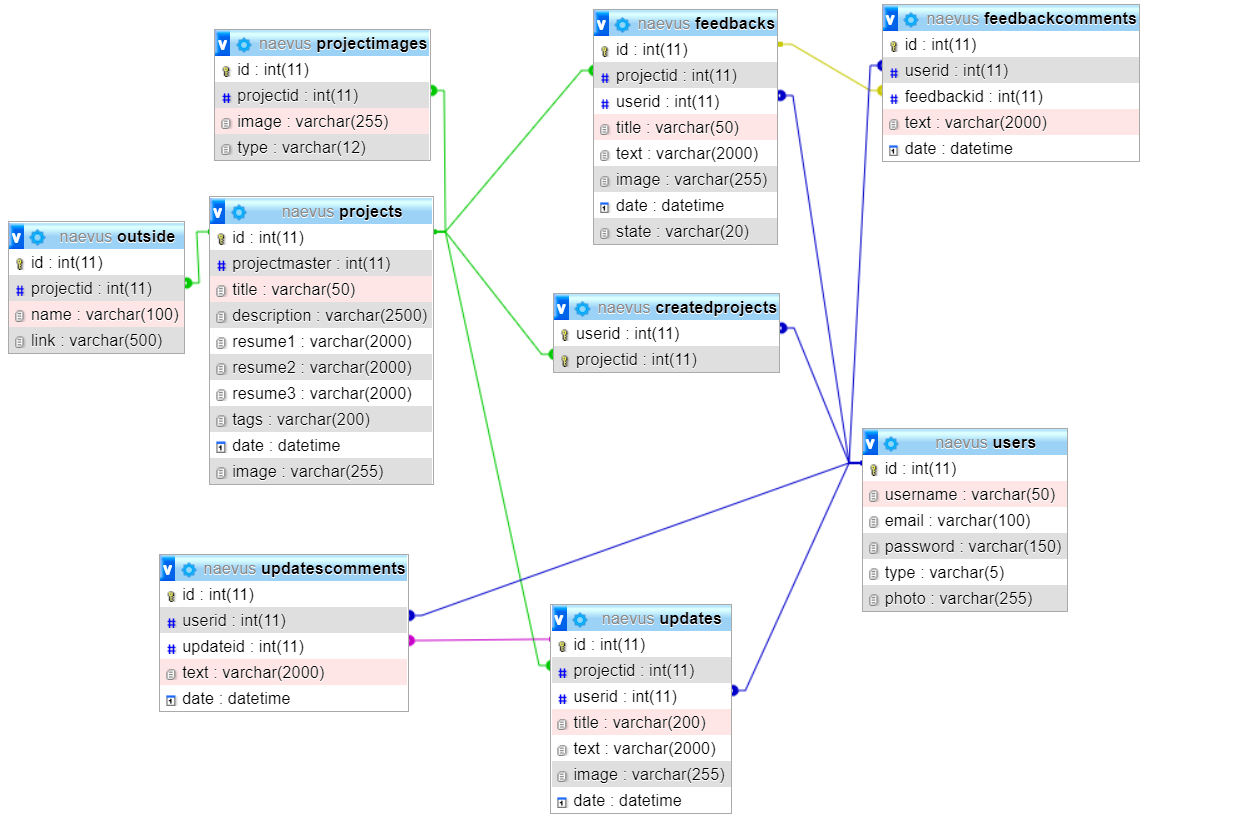 v naevus projectimages
id : int(11)
projectid : int(11)
image : varchar(255)
type : varchar(12)
v naevus feedbacks
id : int(11)
projectid : int(11)
userid : int(11)
title : varchar(50)
text : varchar(2000)
image : varchar(255)
date : datetime
state : varchar(20)
v naevus feedbackcomments
id : int(11)
userid : int(11)
feedbackid : int(11)
text : varchar(2000)
date : datetime
v naevus outside
id : int(11)
projectid : int(11)
name : varchar(100)
link : varchar(500)
v naevus projects
id : int(11)
projectmaster : int(11)
title : varchar(50)
description : varchar(2500)
resume1 : varchar(2000)
resume2 : varchar(2000)
resume3 : varchar(2000)
tags : varchar(200)
date : datetime
image : varchar(255)
v naevus createdprojects
userid : int(11)
projectid : int(11)
v naevus users
id : int(11)
username : varchar(50)
email : varchar(100)
password : varchar(150)
type : varchar(5)
photo : varchar(255)
v naevus updatescomments
id : int(11)
userid : int(11)
updateid : int(11)
text : varchar(2000)
date : datetime
v naevus updates
id : int(11)
projectid : int(11)
userid : int(11)
title : varchar(200)
text : varchar(2000)
image : varchar(255)
date : datetime